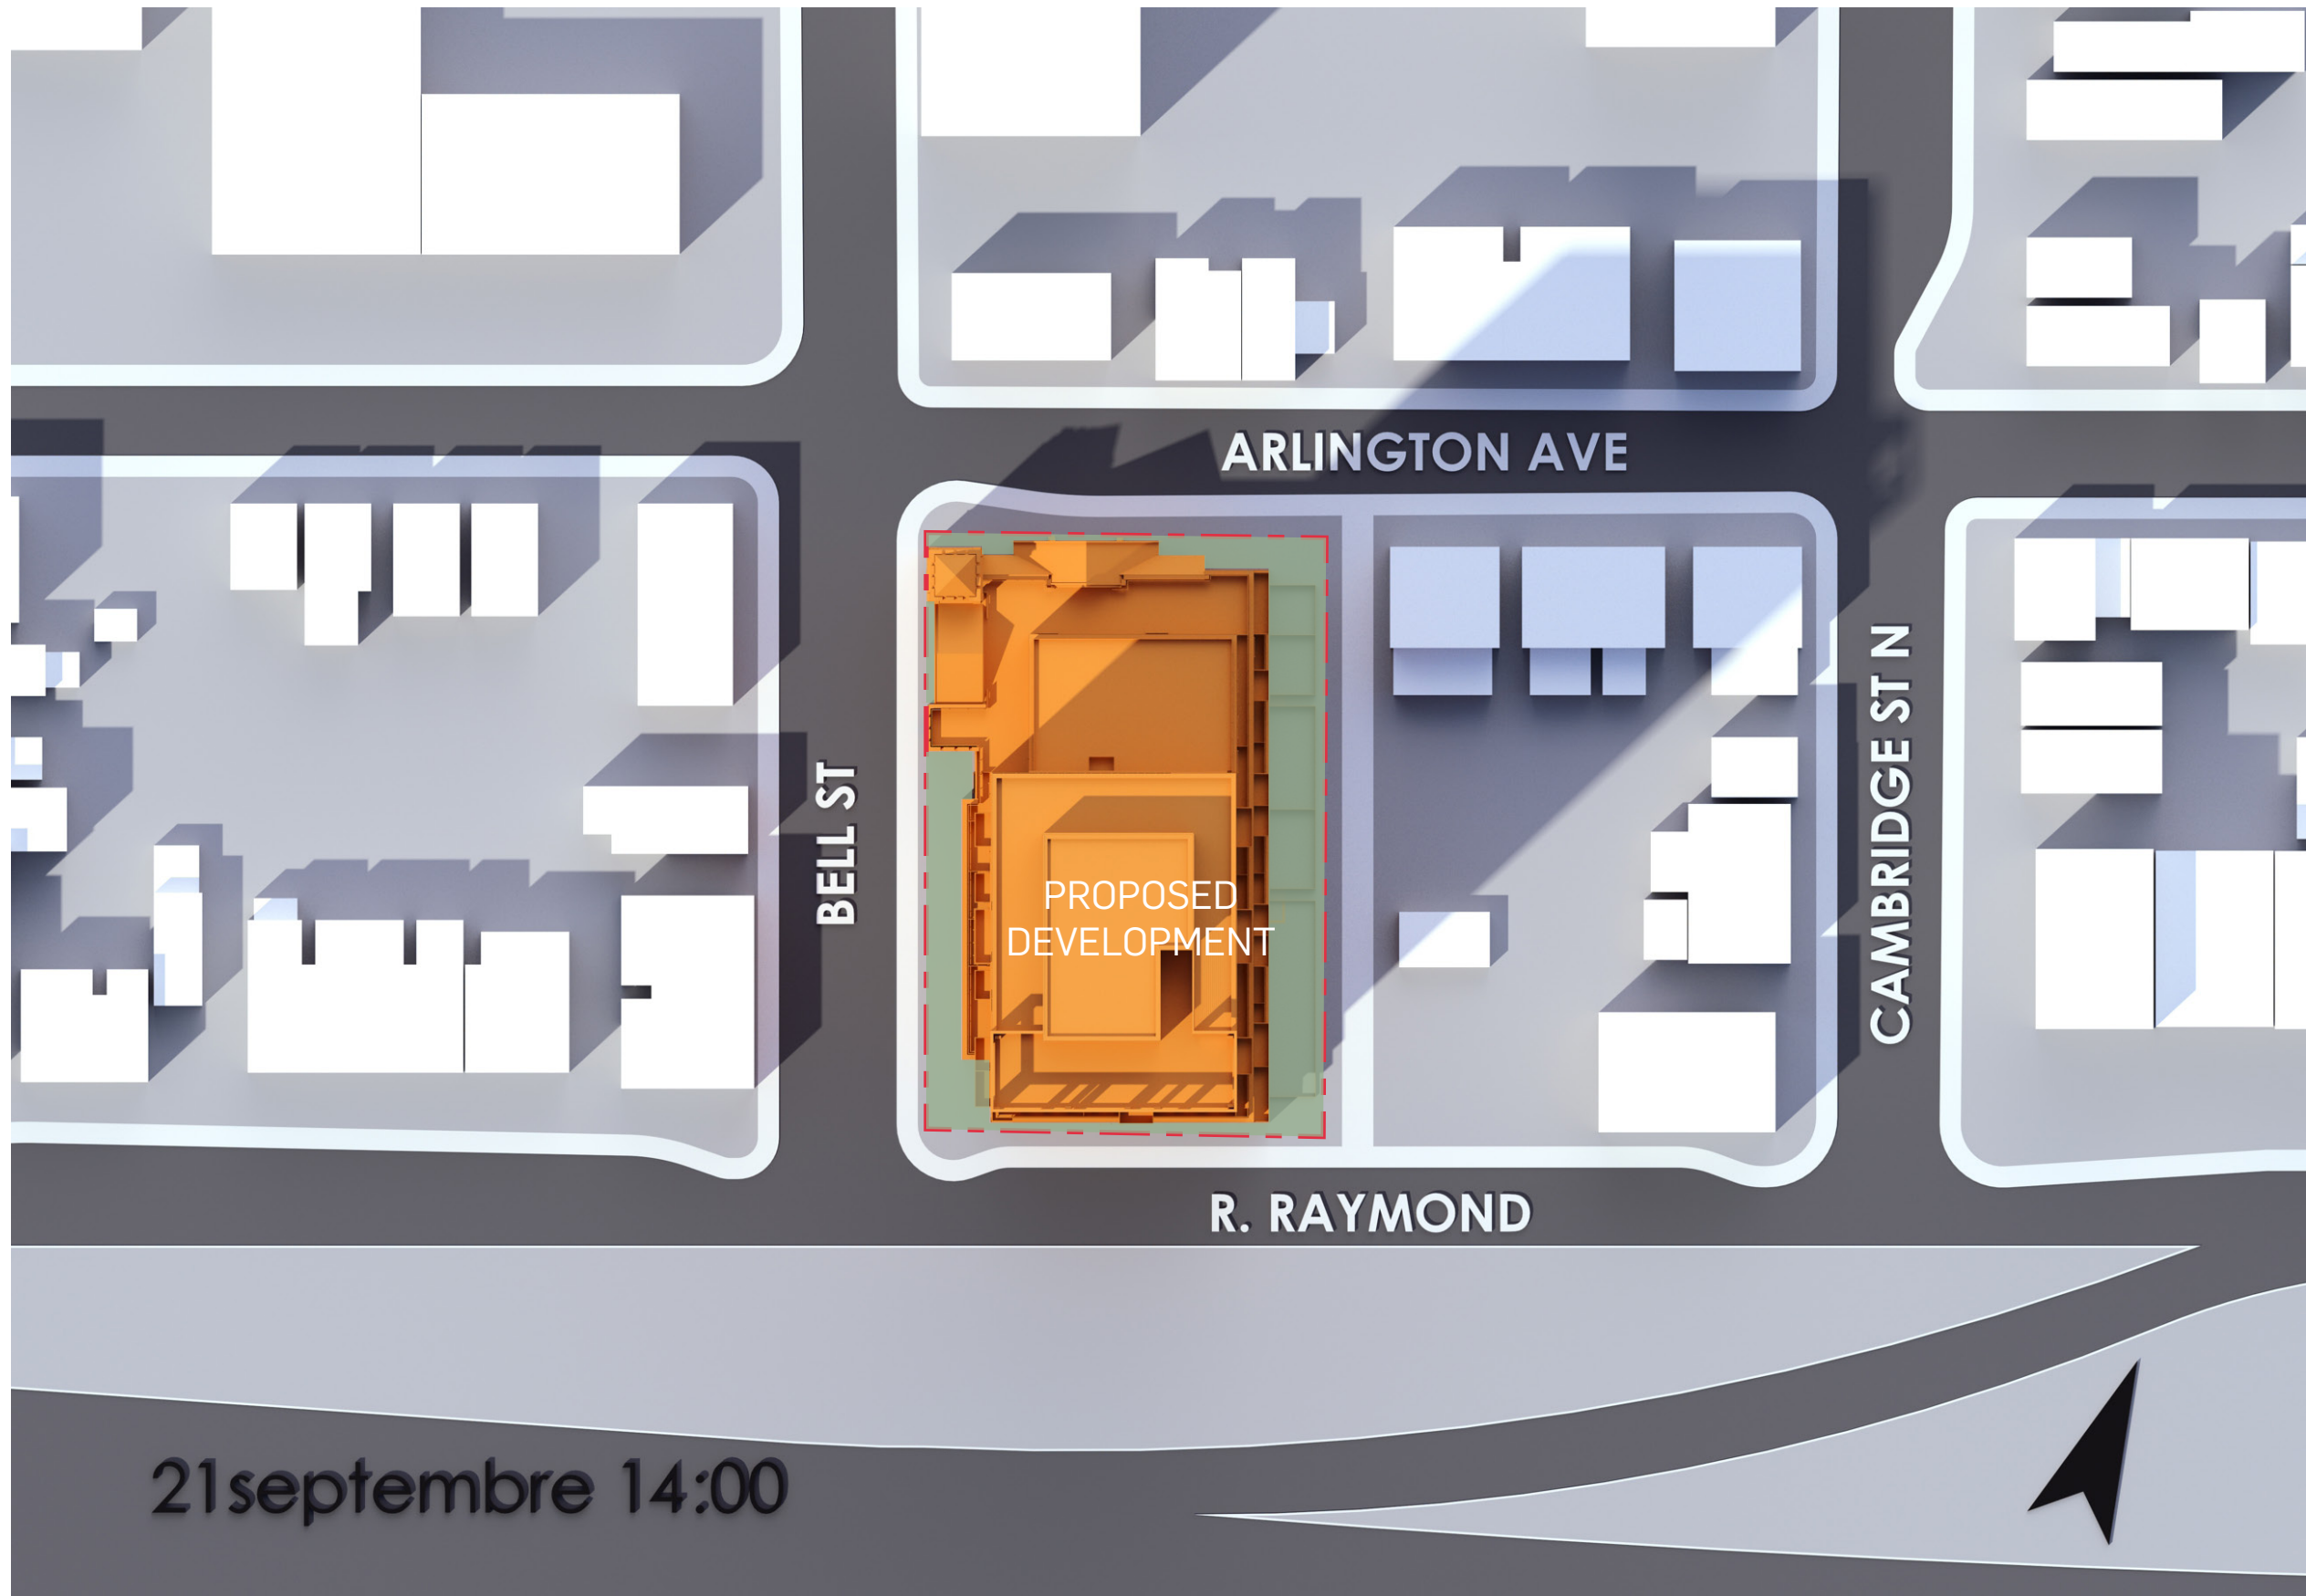 ARLINGTON AVE
BELL ST
CAMBRIDGE ST N
PROPOSED
DEVELOPMENT
R. RAYMOND
21septembre 14:00